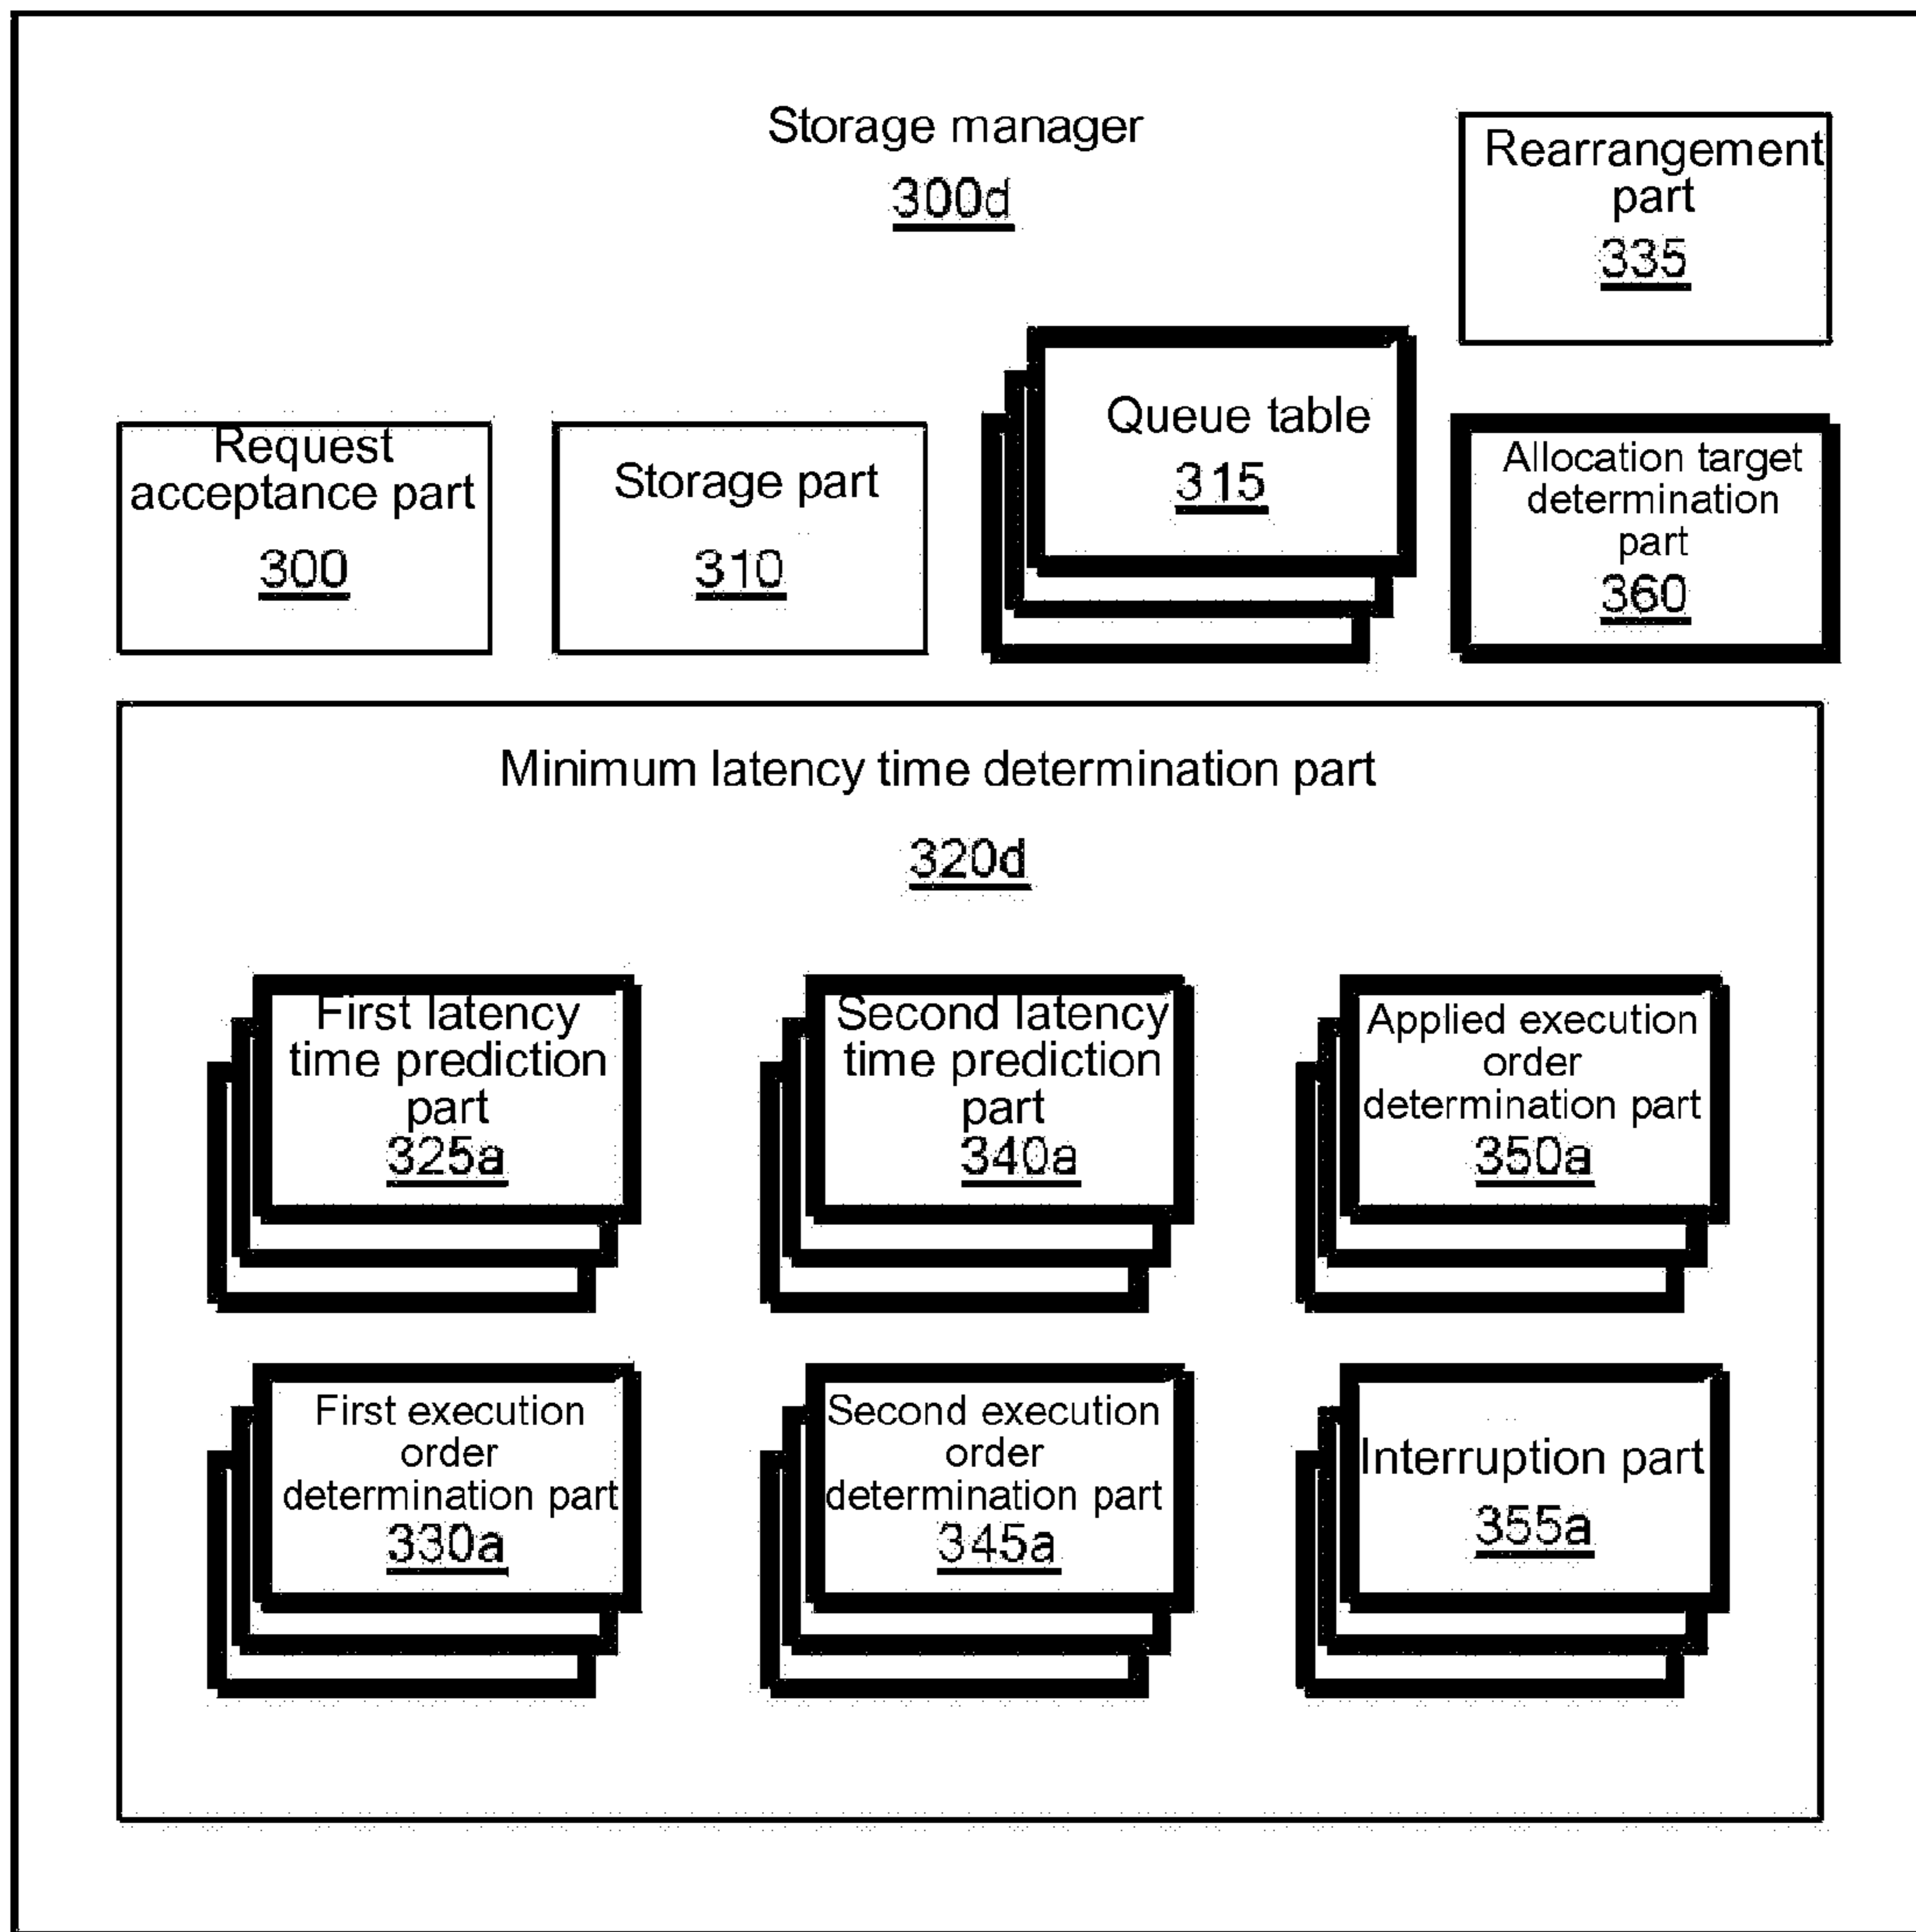 Storage manager
300d
Rearrangement
part
335
Request
acceptance part
300
Storage part
310
Queue table
315
Allocation target
determination
part
360
Minimum latency time determination part
320d
First latency
time prediction
part
325a
Second latency
time prediction
part
340a
Applied execution
order
determination part
350a
First execution
order
determination part
330a
Second execution
order
determination part
345a
Interruption part
355a